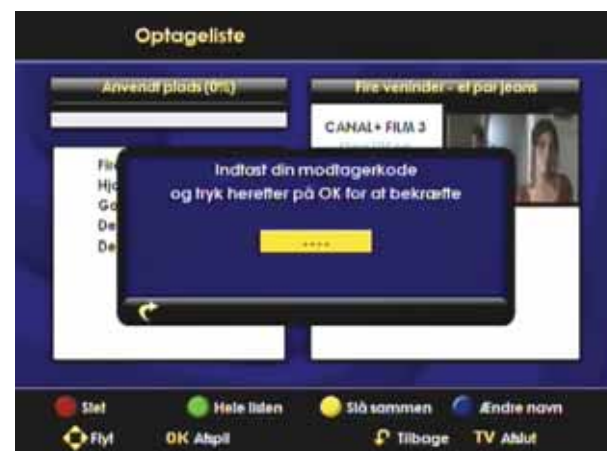 Optageliste
Anvendt plads (0%)
Fire veninder - et par jeans
CANAL+ FILM 3
Indtast din modtagerkode
og tryk herefter på OK for at bekræfte
....
Slet
Hele listen
Slå sammen
Ændre navn
Flyt
OK Afspil
Tilbage
TV Afslut